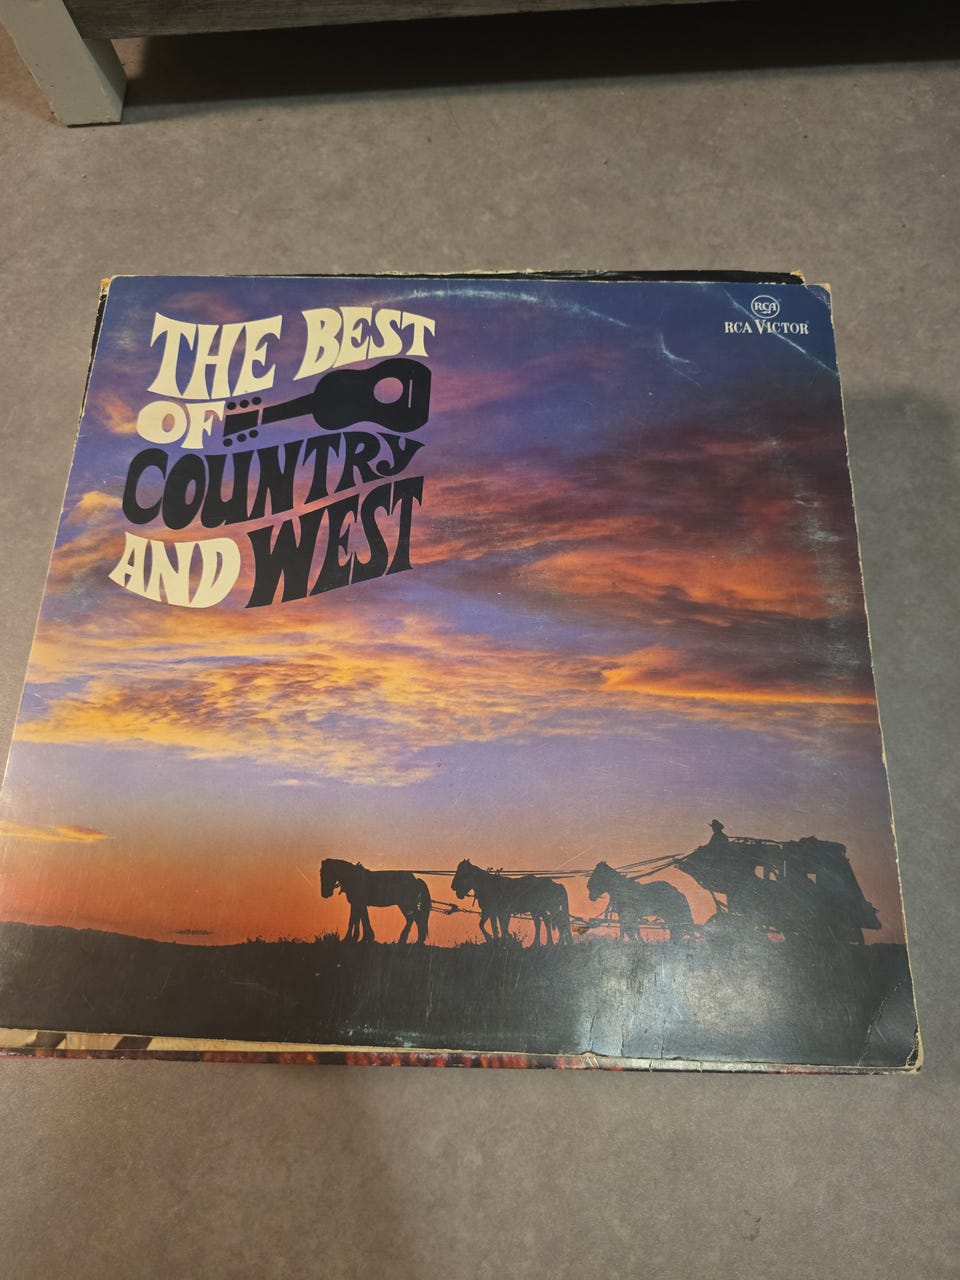 THE BEST
OF
COUNTRY
AND WEST
RCA
RCA VICTOR